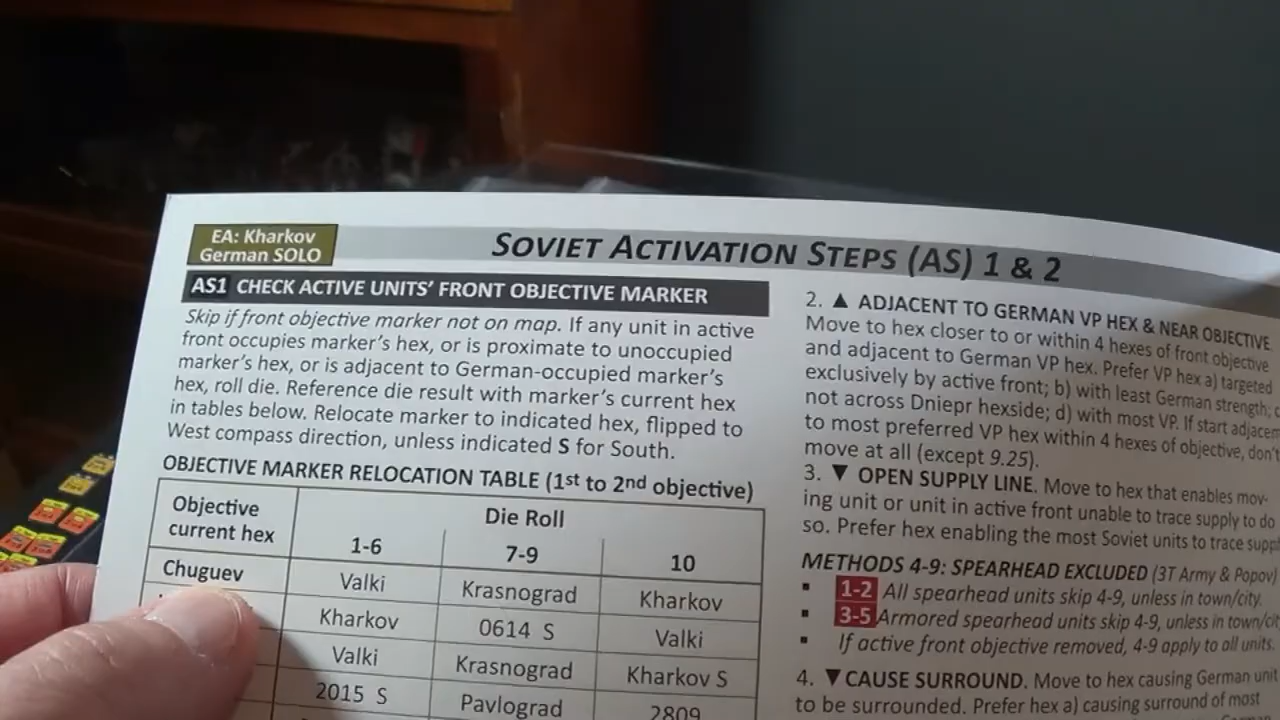 EA: Kharkov
German SOLO
SOVIET ACTIVATION STEPS (AS) 1 & 2
AS1 CHECK ACTIVE UNITS' FRONT OBJECTIVE MARKER
Skip if front objective marker not on map. If any unit in active
front occupies marker's hex, or is proximate to unoccupied
marker's hex, or is adjacent to German-occupied marker's
hex, roll die. Reference die result with marker's current hex
in tables below. Relocate marker to indicated hex, flipped to
West compass direction, unless indicated S for South.
OBJECTIVE MARKER RELOCATION TABLE (1st to 2nd objective)
Objective
current hex
Die Roll
1-6 7-9 10
Chuguev Valki Krasnograd Kharkov
Kharkov 0614 S Valki
Valki Krasnograd Kharkov S
2015 S Pavlograd 2809
2. ▲ ADJACENT TO GERMAN VP HEX & NEAR OBJECTIVE.
Move to hex closer to or within 4 hexes of front objective
and adjacent to German VP hex. Prefer VP hex a) targeted
exclusively by active front; b) with least German strength; c
not across Dniepr hexside; d) with most VP. If start adjacen
to most preferred VP hex within 4 hexes of objective, don't
move at all (except 9.25).
3. ▼ OPEN SUPPLY LINE. Move to hex that enables mov-
ing unit or unit in active front unable to trace supply to do
so. Prefer hex enabling the most Soviet units to trace suppl
METHODS 4-9: SPEARHEAD EXCLUDED (3T Army & Popov)
▪ 1-2 All spearhead units skip 4-9, unless in town/city.
▪ 3-5 Armored spearhead units skip 4-9, unless in town/cit
▪ If active front objective removed, 4-9 apply to all units.
4. ▼ CAUSE SURROUND. Move to hex causing German unit
to be surrounded. Prefer hex a) causing surround of most